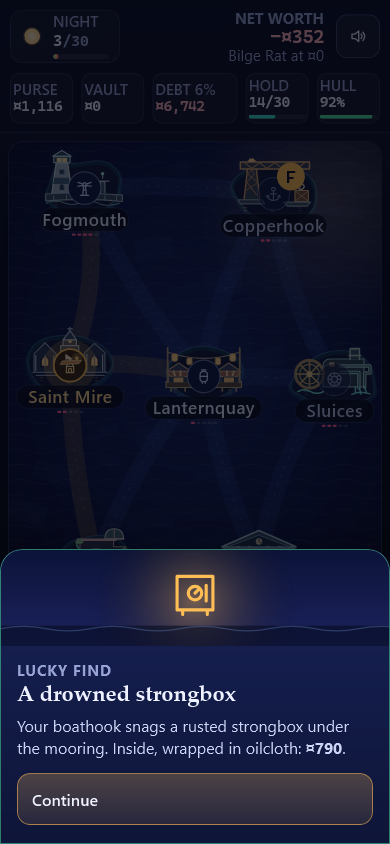 NIGHT
3/30
NET WORTH
−¤352
Bilge Rat at ¤0
PURSE
¤1,116
VAULT
¤0
DEBT 6%
¤6,742
HOLD
14/30
HULL
92%
F
Fogmouth
Copperhook
Saint Mire
Lanternquay
Sluices
LUCKY FIND
A drowned strongbox
Your boathook snags a rusted strongbox under
the mooring. Inside, wrapped in oilcloth: ¤790.
Continue